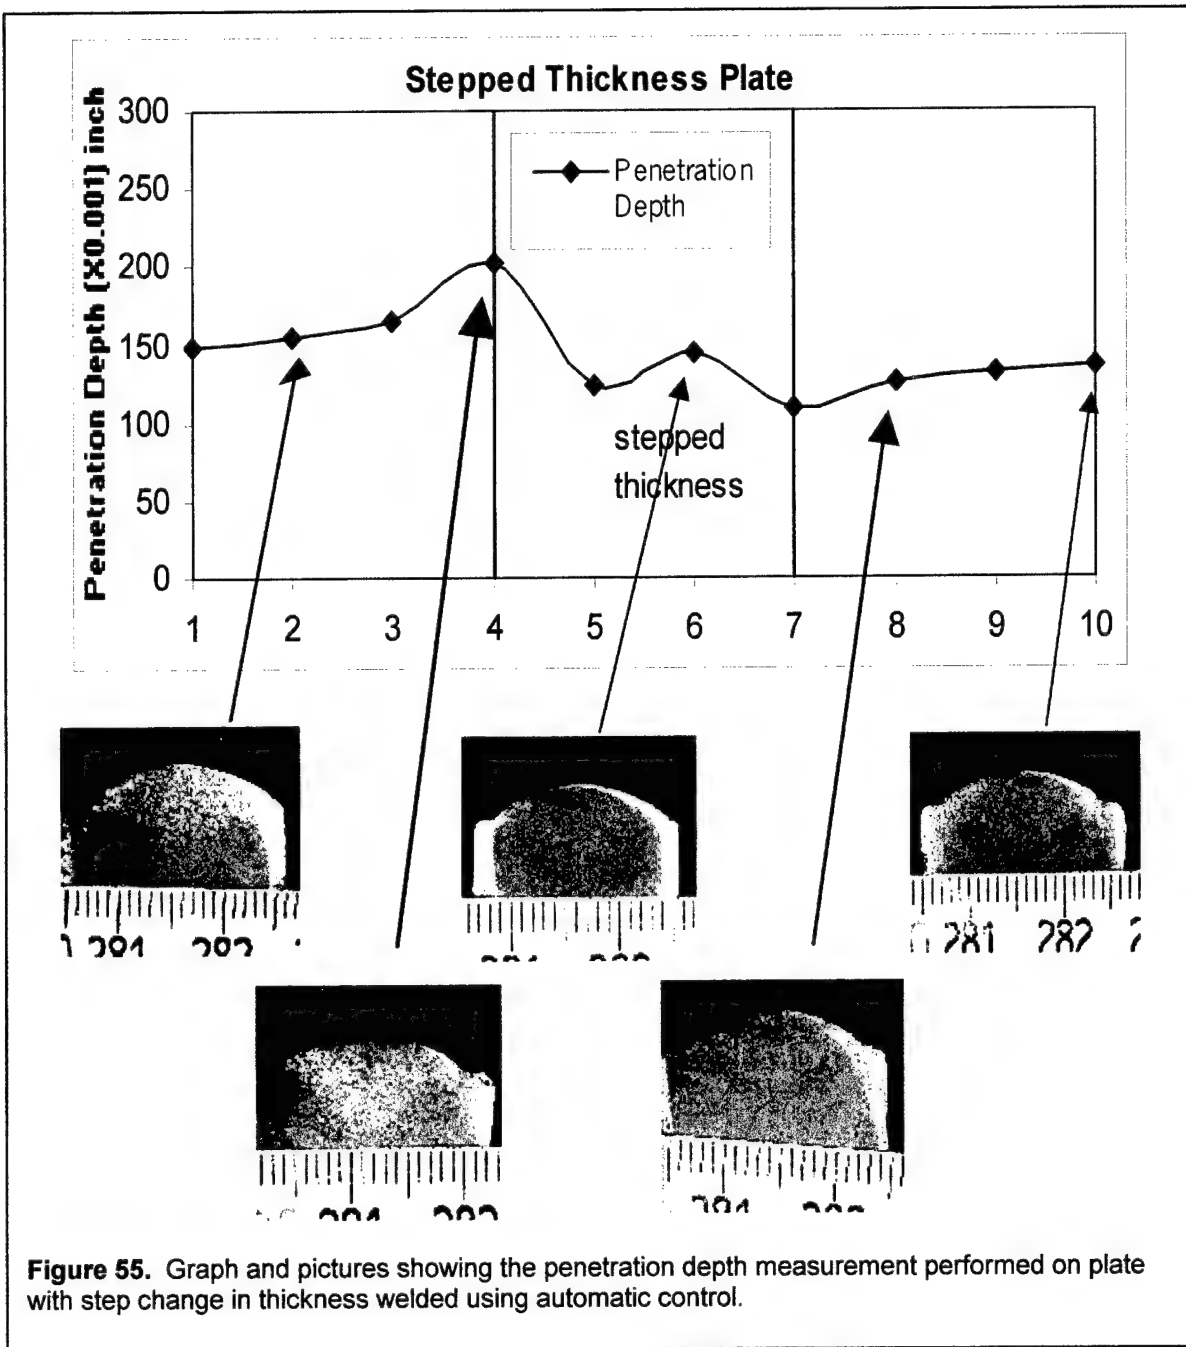 Stepped Thickness Plate
Penetration Depth (X0.001) inch
300
250
200
150
100
50
0
Penetration
Depth
stepped
thickness
1 2 3 4 5 6 7 8 9 10
281 282
281 282
Figure 55. Graph and pictures showing the penetration depth measurement performed on plate
with step change in thickness welded using automatic control.